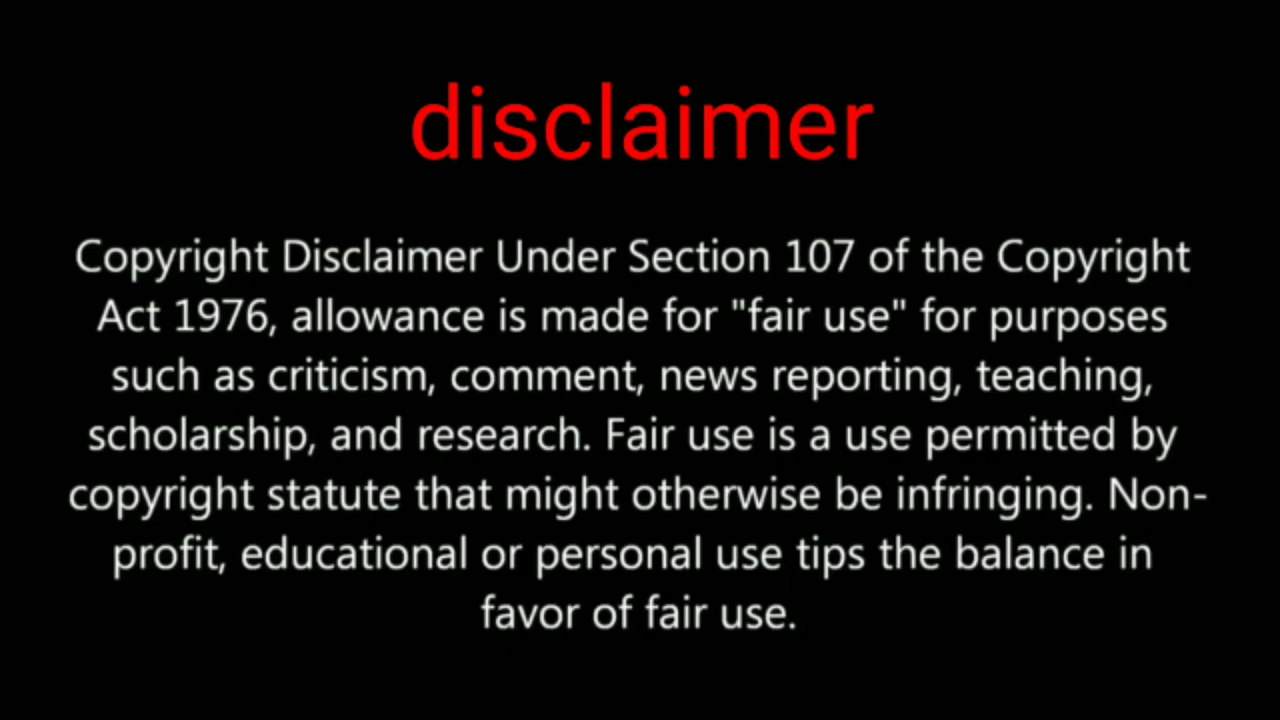 disclaimer
Copyright Disclaimer Under Section 107 of the Copyright
Act 1976, allowance is made for "fair use" for purposes
such as criticism, comment, news reporting, teaching,
scholarship, and research. Fair use is a use permitted by
copyright statute that might otherwise be infringing. Non-
profit, educational or personal use tips the balance in
favor of fair use.